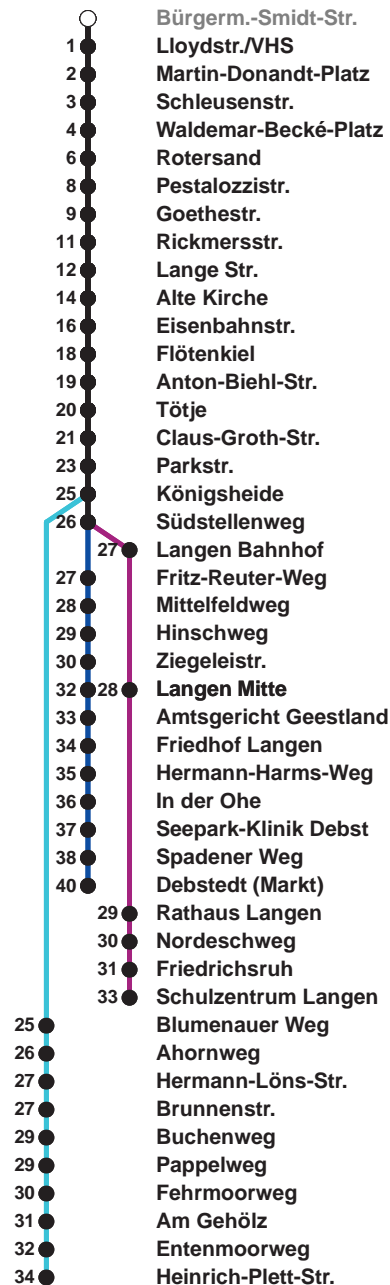 Bürgerm.-Smidt-Str.
1 Lloydstr./VHS
2 Martin-Donandt-Platz
3 Schleusenstr.
4 Waldemar-Becké-Platz
6 Rotersand
8 Pestalozzistr.
9 Goethestr.
11 Rickmersstr.
12 Lange Str.
14 Alte Kirche
16 Eisenbahnstr.
18 Flötenkiel
19 Anton-Biehl-Str.
20 Tötje
21 Claus-Groth-Str.
23 Parkstr.
25 Königsheide
26 Südstellenweg
27 Langen Bahnhof
27 Fritz-Reuter-Weg
28 Mittelfeldweg
29 Hinschweg
30 Ziegeleistr.
32 28 Langen Mitte
33 Amtsgericht Geestland
34 Friedhof Langen
35 Hermann-Harms-Weg
36 In der Ohe
37 Seepark-Klinik Debst
38 Spadener Weg
40 Debstedt (Markt)
29 Rathaus Langen
30 Nordeschweg
31 Friedrichsruh
33 Schulzentrum Langen
25 Blumenauer Weg
26 Ahornweg
27 Hermann-Löns-Str.
27 Brunnenstr.
29 Buchenweg
29 Pappelweg
30 Fehrmoorweg
31 Am Gehölz
32 Entenmoorweg
34 Heinrich-Plett-Str.